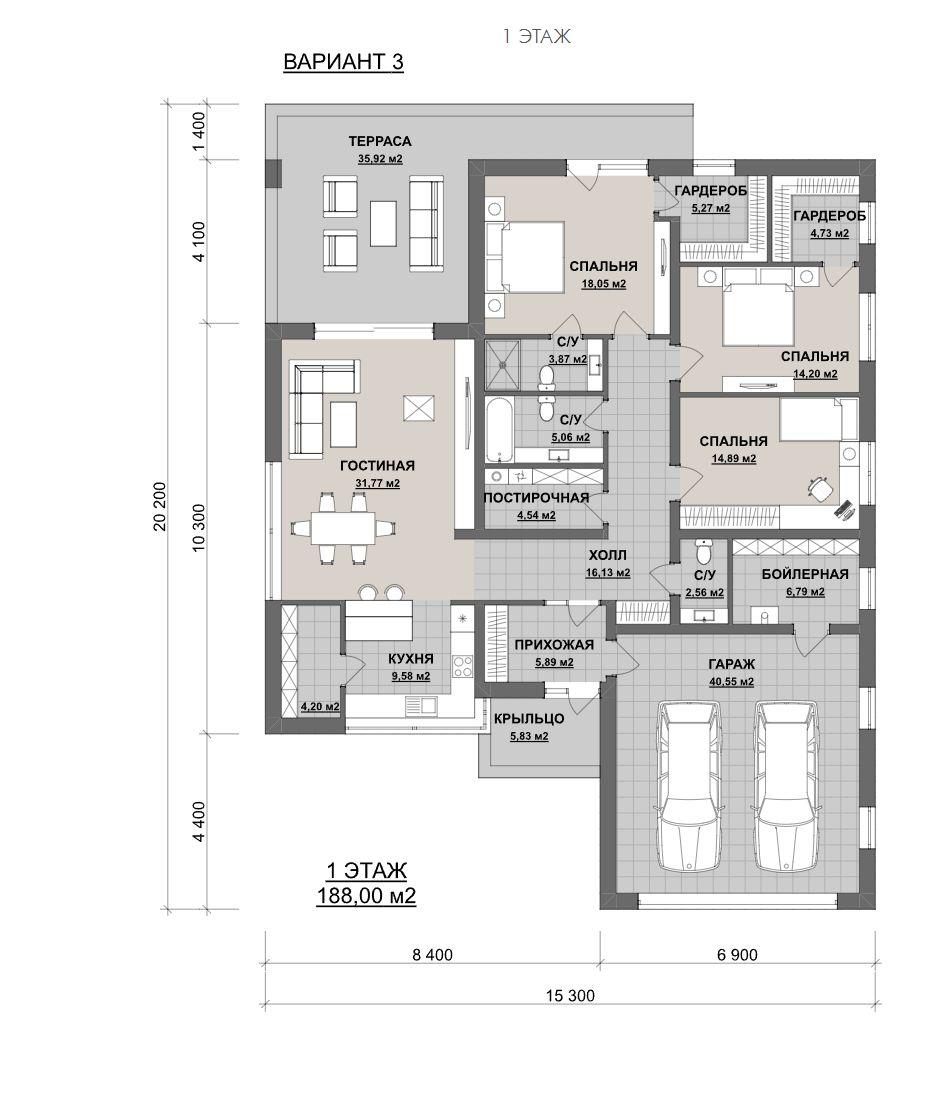 1 ЭТАЖ
ВАРИАНТ 3
1 400
4 100
10 300
20 200
4 400
ТЕРРАСА
35,92 м2
ГАРДЕРОБ
5,27 м2
ГАРДЕРОБ
4,73 м2
СПАЛЬНЯ
18,05 м2
С/У
3,87 м2
СПАЛЬНЯ
14,20 м2
С/У
5,06 м2
СПАЛЬНЯ
14,89 м2
ГОСТИНАЯ
31,77 м2
ПОСТИРОЧНАЯ
4,54 м2
ХОЛЛ
16,13 м2
С/У
2,56 м2
БОЙЛЕРНАЯ
6,79 м2
ПРИХОЖАЯ
5,89 м2
КУХНЯ
9,58 м2
ГАРАЖ
40,55 м2
4,20 м2
КРЫЛЬЦО
5,83 м2
1 ЭТАЖ
188,00 м2
8 400
6 900
15 300